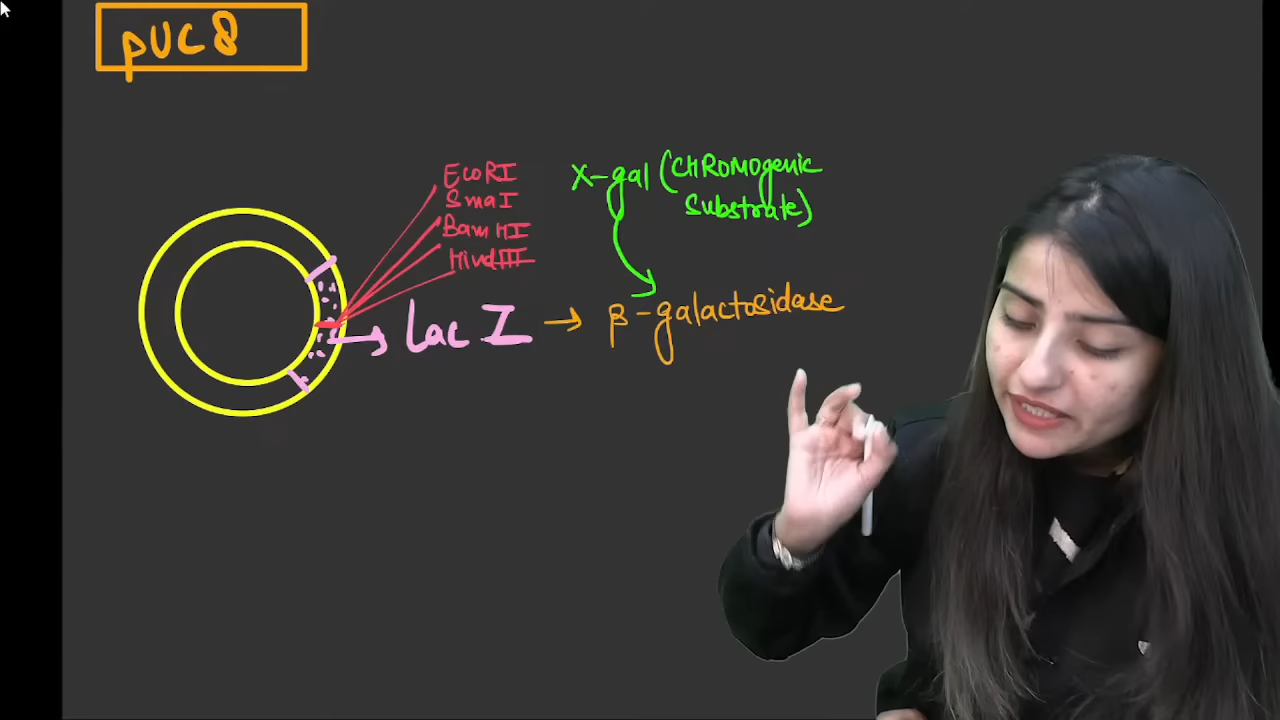 pUC8
EcoRI
SmaI
BamHI
HindIII
X-gal (CHROMOgenic
Substrate)
Lac I → β-galactosidase